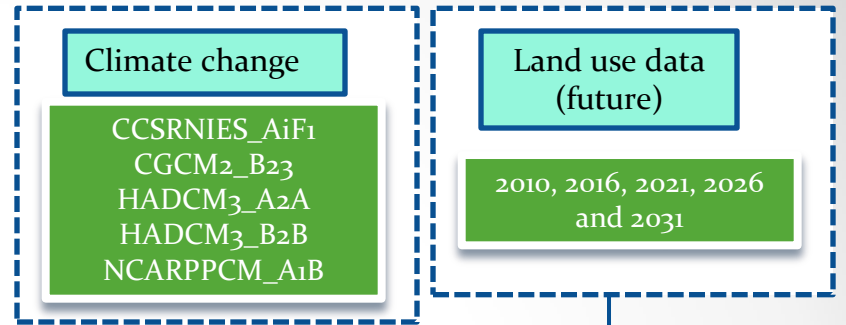 Climate change
CCSRNIES_AiF1
CGCM2_B23
HADCM3_A2A
HADCM3_B2B
NCARPPCM_A1B
Land use data
(future)
2010, 2016, 2021, 2026
and 2031